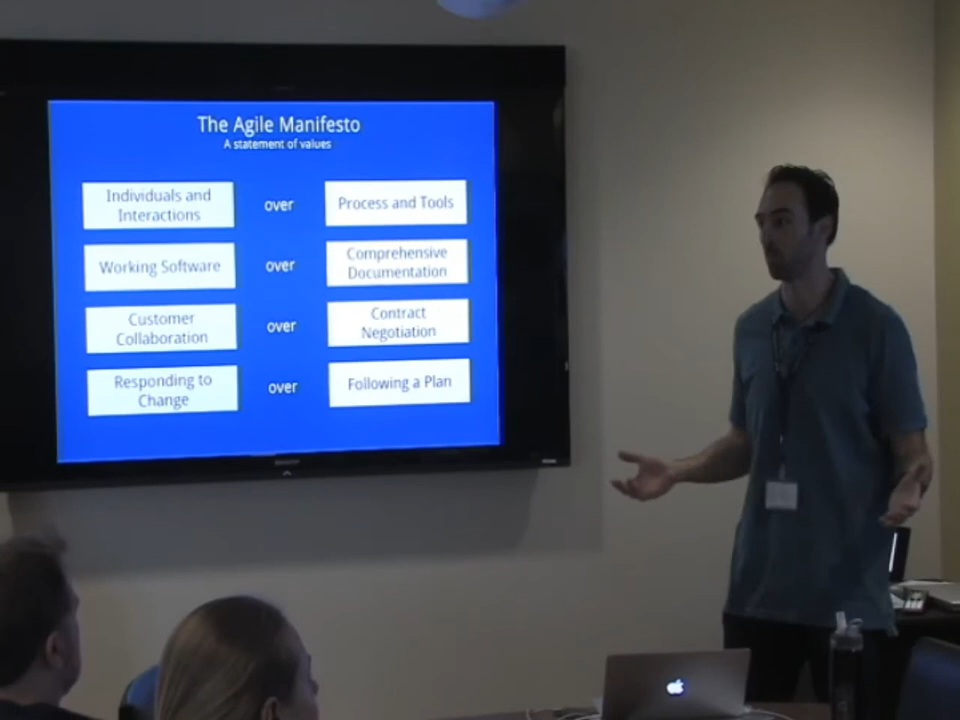 The Agile Manifesto
A statement of values
Individuals and
Interactions
over
Process and Tools
Working Software
over
Comprehensive
Documentation
Customer
Collaboration
over
Contract
Negotiation
Responding to
Change
over
Following a Plan